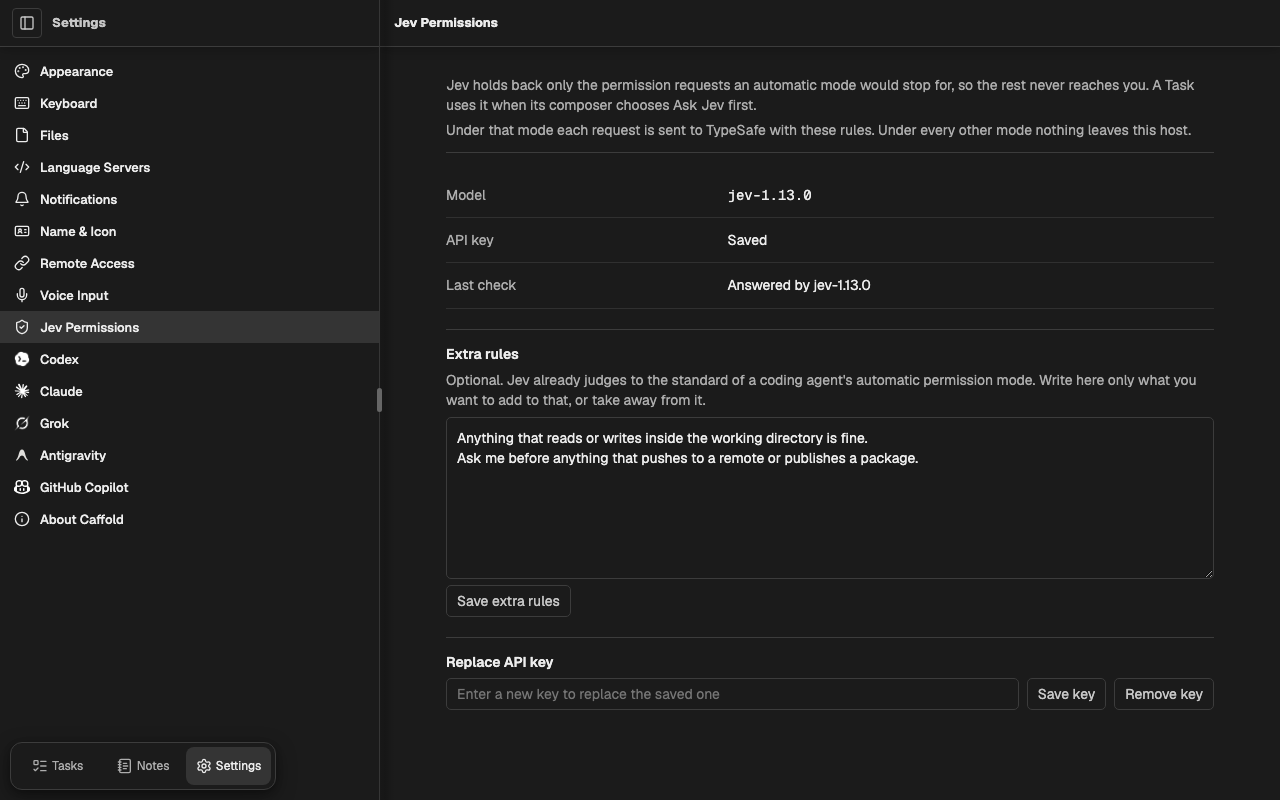 Settings
Jev Permissions
Appearance
Keyboard
Files
Language Servers
Notifications
Name & Icon
Remote Access
Voice Input
Jev Permissions
Codex
Claude
Grok
Antigravity
GitHub Copilot
About Caffold
Jev holds back only the permission requests an automatic mode would stop for, so the rest never reaches you. A Task
uses it when its composer chooses Ask Jev first.
Under that mode each request is sent to TypeSafe with these rules. Under every other mode nothing leaves this host.
Model jev-1.13.0
API key Saved
Last check Answered by jev-1.13.0
Extra rules
Optional. Jev already judges to the standard of a coding agent's automatic permission mode. Write here only what you
want to add to that, or take away from it.
Anything that reads or writes inside the working directory is fine.
Ask me before anything that pushes to a remote or publishes a package.
Save extra rules
Replace API key
Enter a new key to replace the saved one Save key Remove key
Tasks Notes Settings